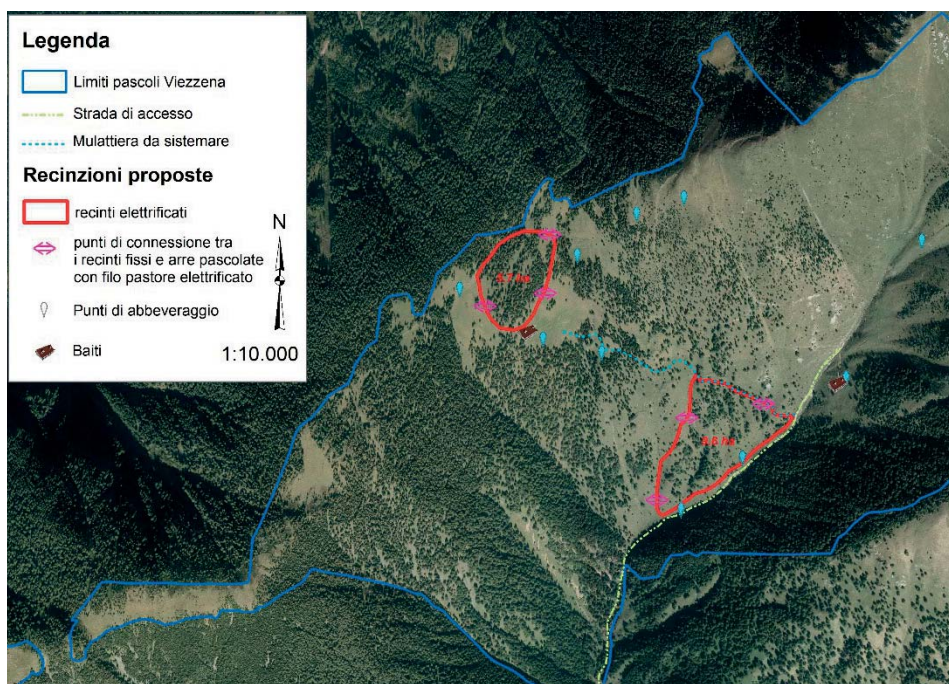 Legenda
Limiti pascoli Viezzena
Strada di accesso
Mulattiera da sistemare
Recinzioni proposte
recinti elettrificati
N
punti di connessione tra
i recinti fissi e arre pascolate
con filo pastore elettrificato
Punti di abbeveraggio
Baiti
1:10.000